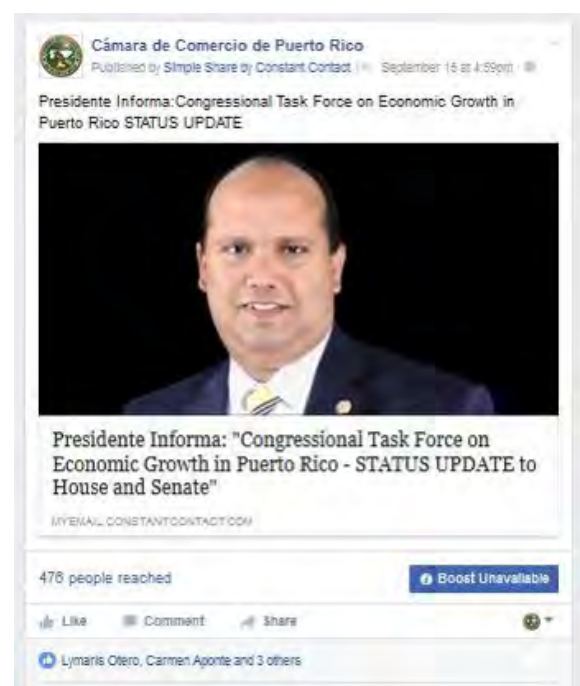 Cámara de Comercio de Puerto Rico
Published by Simple Share by Constant Contact · September 15 at 4:59pm ·
Presidente Informa:Congressional Task Force on Economic Growth in
Puerto Rico STATUS UPDATE
Presidente Informa: "Congressional Task Force on
Economic Growth in Puerto Rico - STATUS UPDATE to
House and Senate"
MYEMAIL.CONSTANTCONTACT.COM
478 people reached
Boost Unavailable
Like Comment Share
Lymaris Otero, Carmen Aponte and 3 others